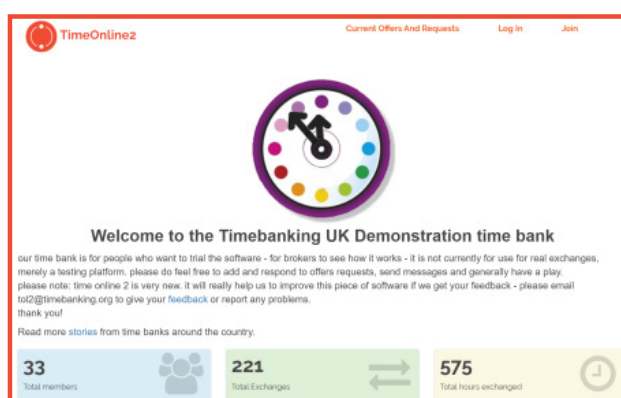 TimeOnline2
Current Offers And Requests Log In Join
Welcome to the Timebanking UK Demonstration time bank
our time bank is for people who want to trial the software - for brokers to see how it works - it is not currently for use for real exchanges,
merely a testing platform. please do feel free to add and respond to offers requests, send messages and generally have a play.
please note: time online 2 is very new. it will really help us to improve this piece of software if we get your feedback - please email
tol2@timebanking.org to give your feedback or report any problems.
thank you!
Read more stories from time banks around the country.
33 221 575
Total members Total Exchanges Total hours exchanged